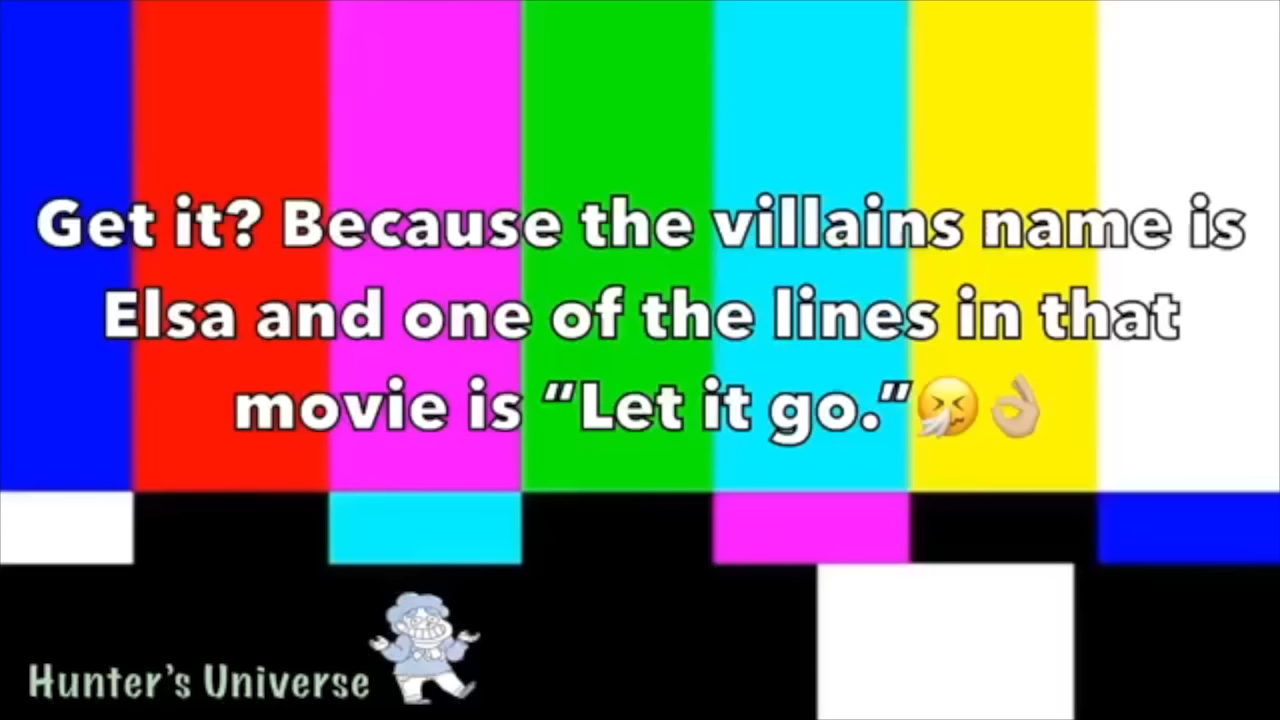 Get it? Because the villains name is
Elsa and one of the lines in that
movie is “Let it go.”🤧👌🏼
Hunter's Universe